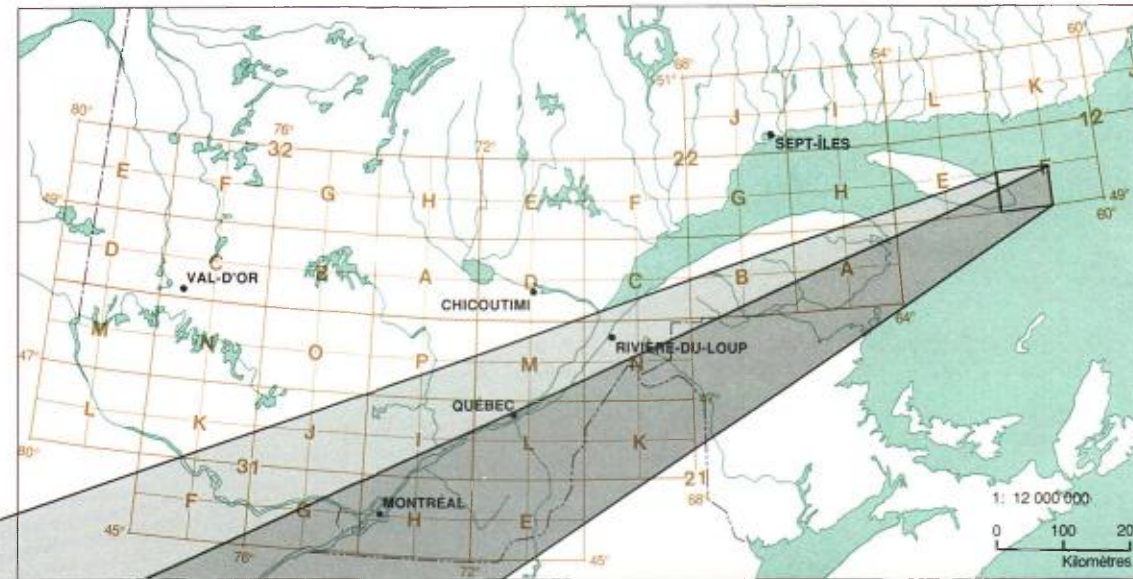 60°
68°
64°
51°
K
J
L
I
J
12
80°
76°
32
72°
22
SEPT-ÎLES
E
F
G
H
E
F
G
H
E
F
49°
49°
60°
D
C
B
A
D
C
B
A
VAL-D'OR
CHICOUTIMI
64°
M
N
O
P
M
N
RIVIÈRE-DU-LOUP
47°
QUÉBEC
L
K
J
I
L
K
80°
31
21
68°
1: 12 000 000
F
G
MONTRÉAL
H
E
45°
76°
72°
45°
0 100 20
Kilomètres